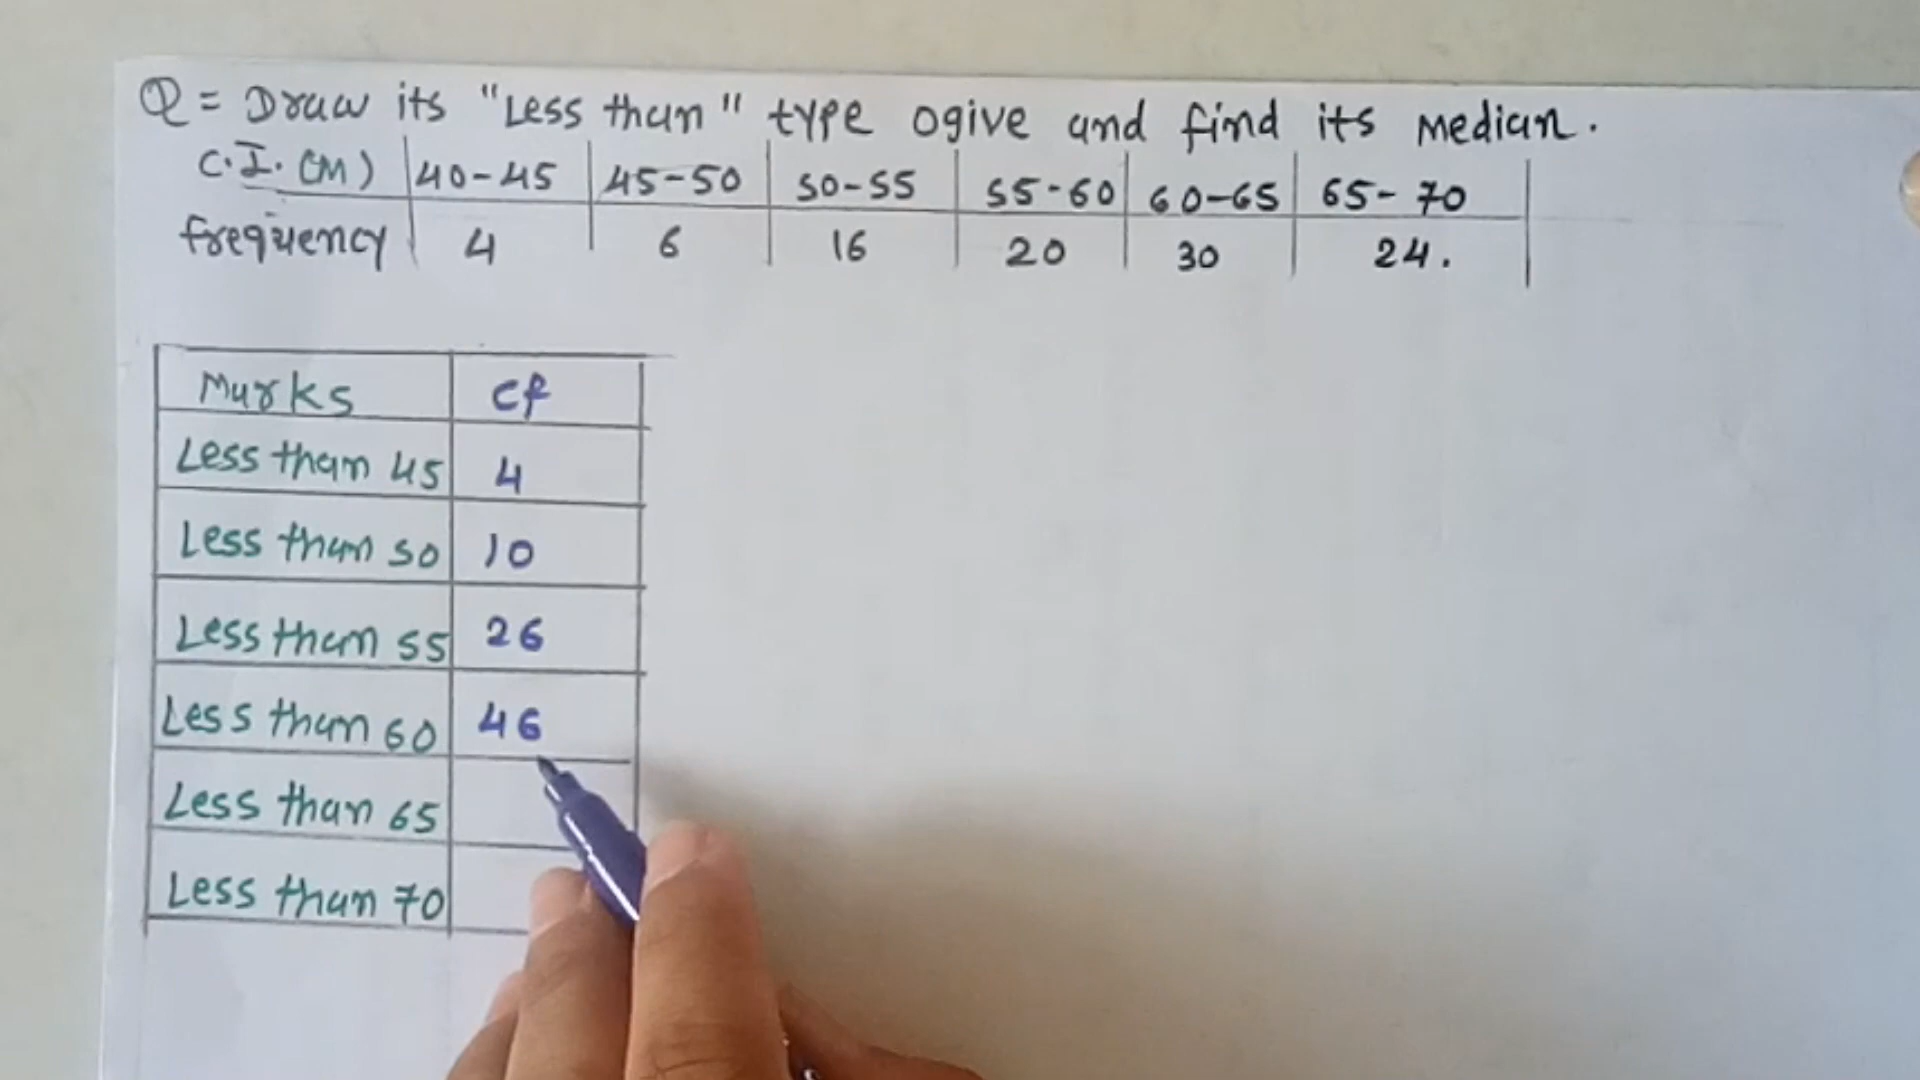 Q = Draw its "Less than" type ogive and find its median.
C.I. (M) 40-45 45-50 50-55 55-60 60-65 65-70
frequency 4 6 16 20 30 24.
Marks cf
Less than 45 4
Less than 50 10
Less than 55 26
Less than 60 46
Less than 65
Less than 70